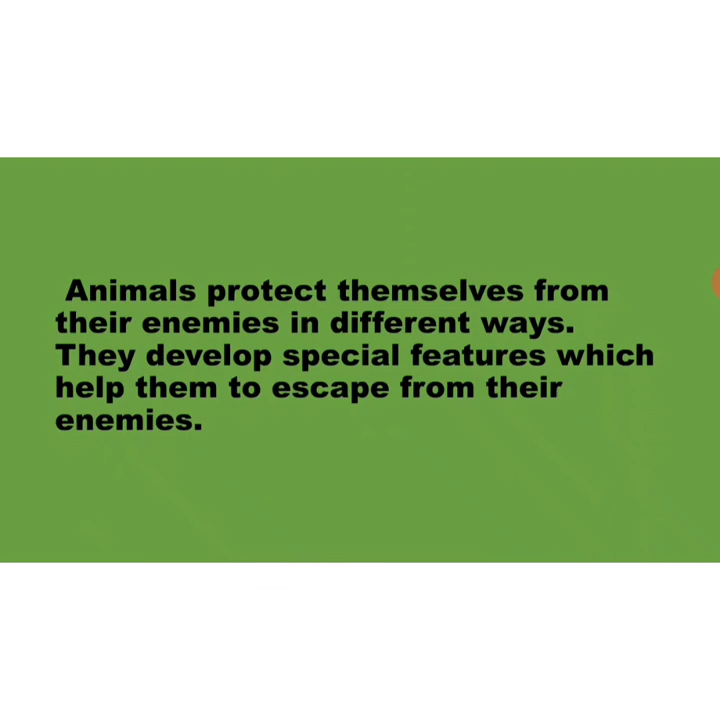 Animals protect themselves from
their enemies in different ways.
They develop special features which
help them to escape from their
enemies.